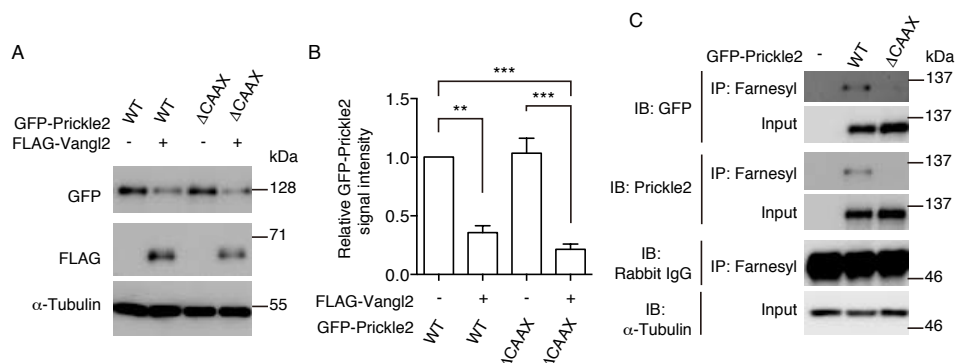 A
WT WT ΔCAAX ΔCAAX
GFP-Prickle2
FLAG-Vangl2 - + - + kDa
GFP 128
71
FLAG
α-Tubulin 55
B
***
** ***
Relative GFP-Prickle2
signal intensity
1.5
1.0
0.5
0.0
FLAG-Vangl2 - + - +
GFP-Prickle2 WT WT ΔCAAX ΔCAAX
C
GFP-Prickle2 - WT ΔCAAX kDa
IB: GFP IP: Farnesyl 137
Input 137
IB: Prickle2 IP: Farnesyl 137
Input 137
IB:
Rabbit IgG IP: Farnesyl 46
IB:
α-Tubulin Input 46